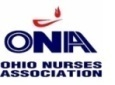 ONA
OHIO NURSES
ASSOCIATION